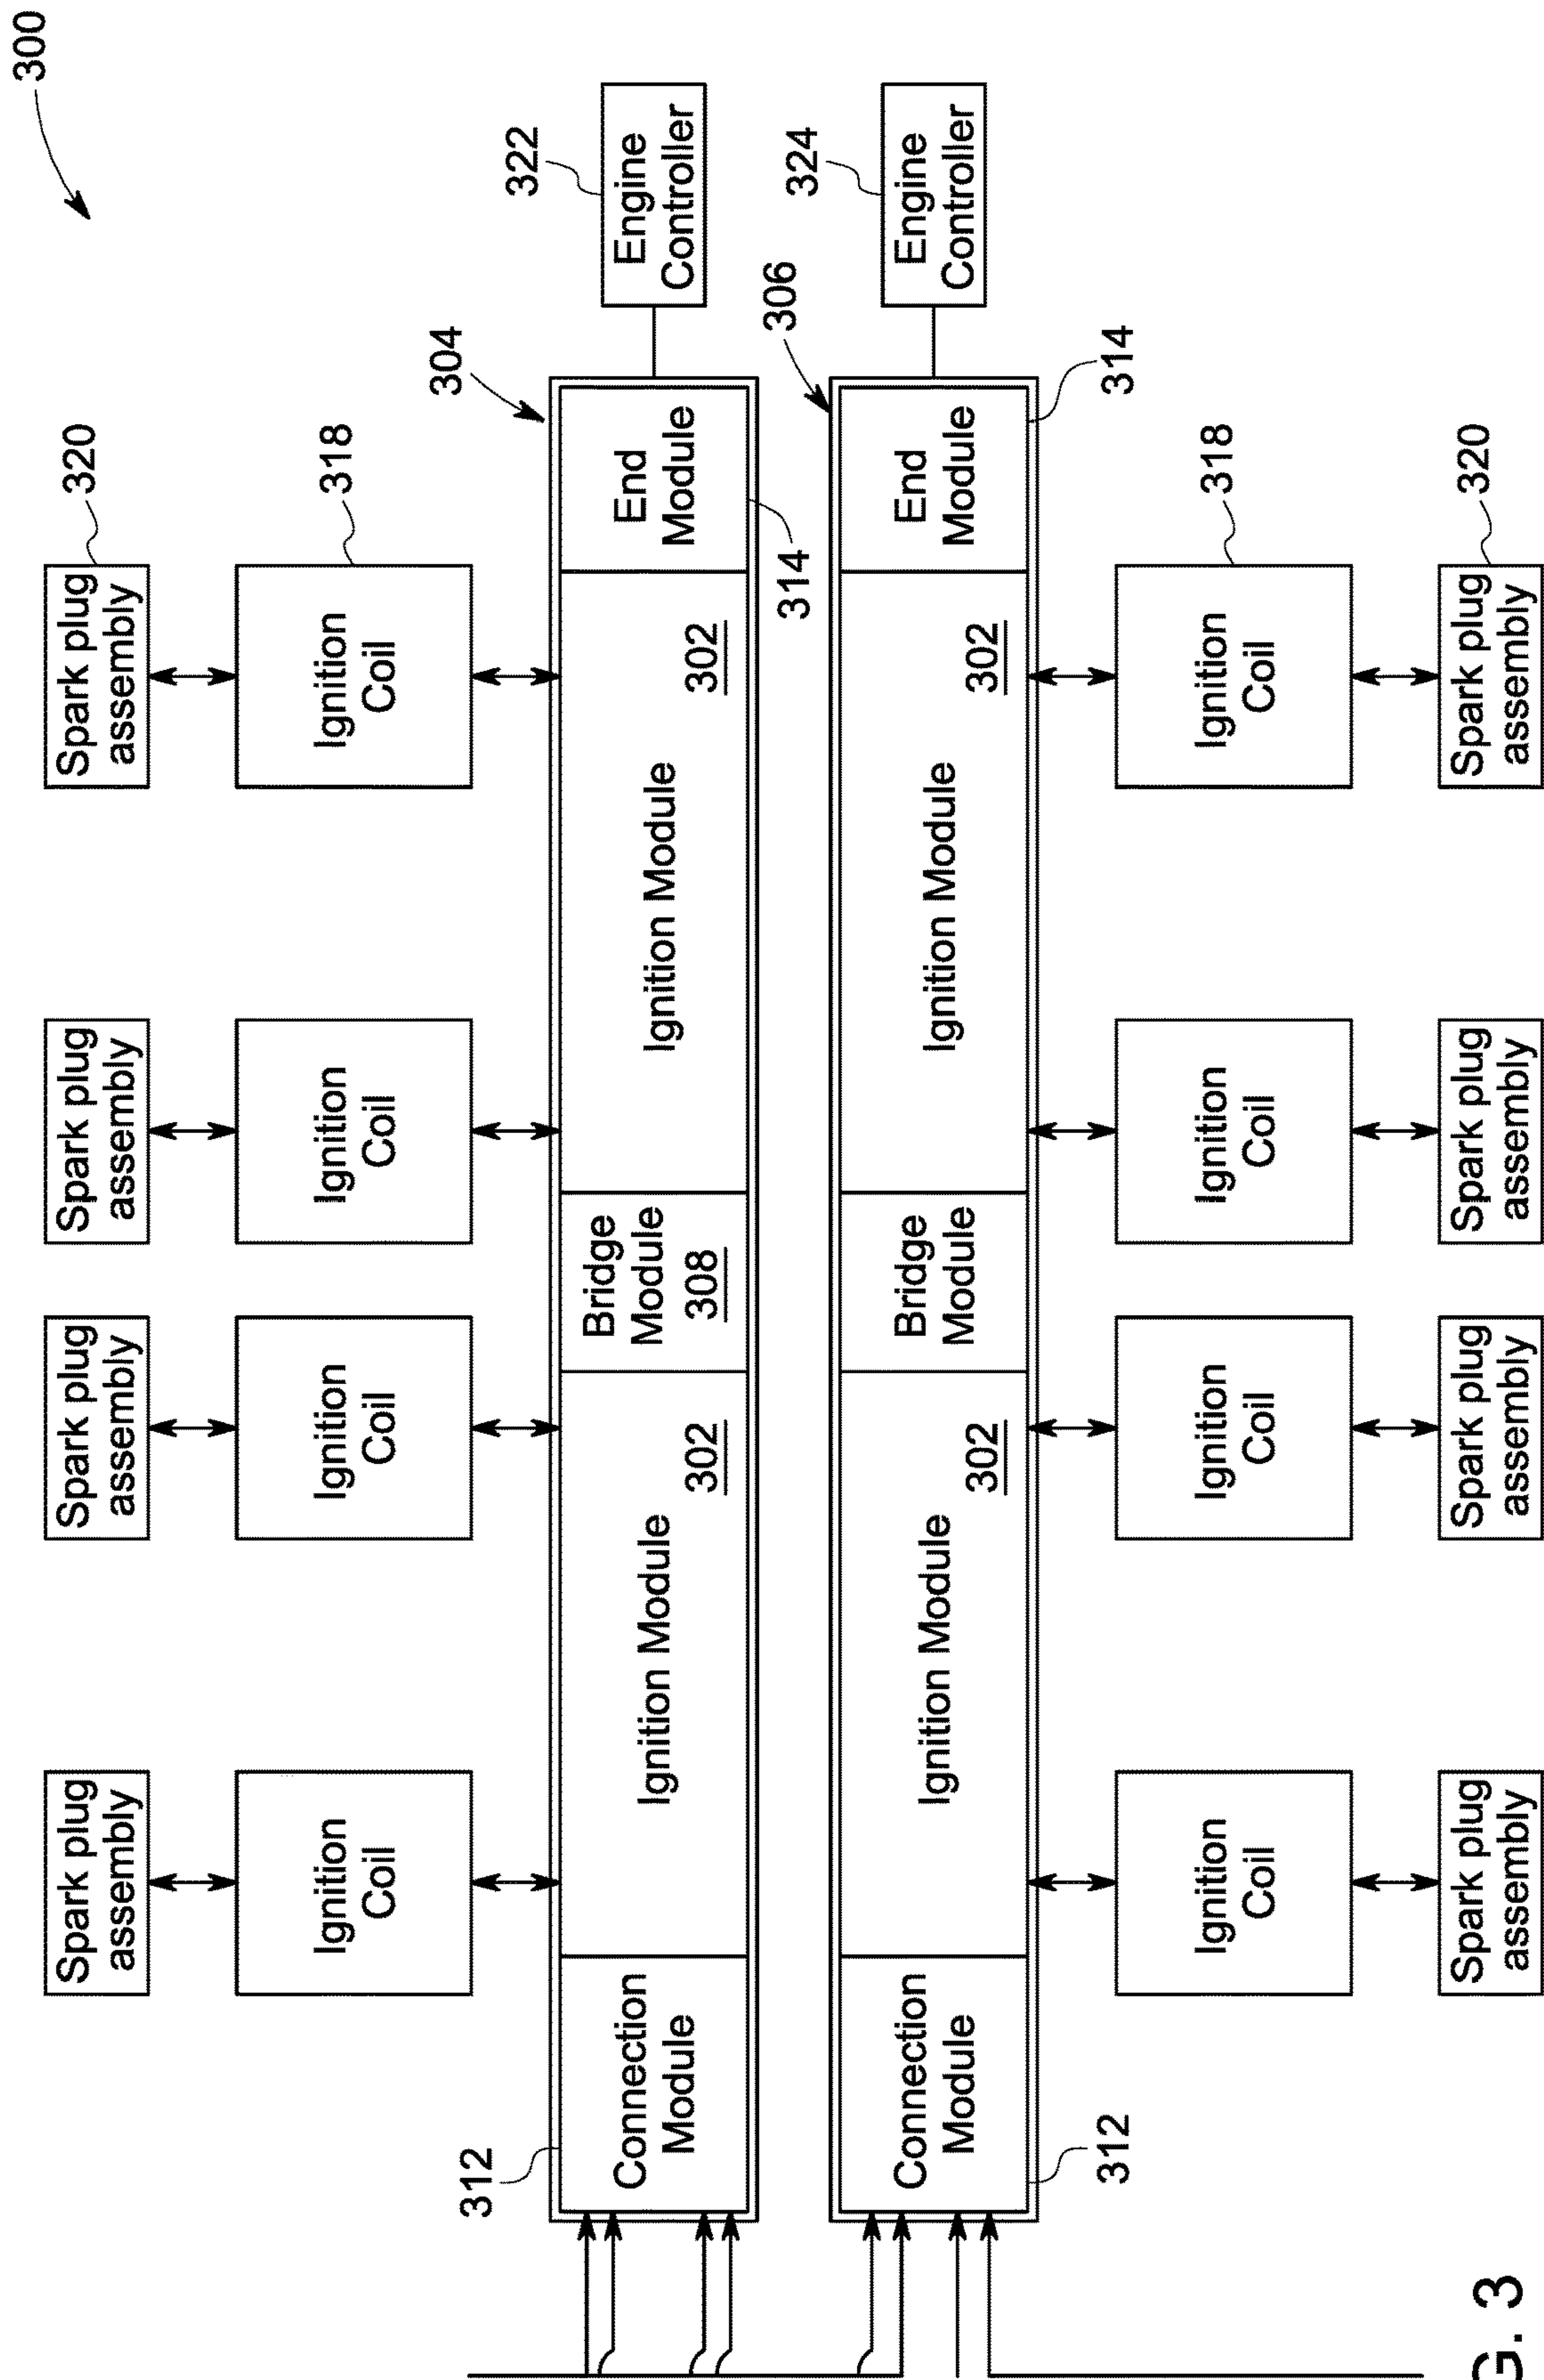 300
Spark plug
assembly
Spark plug
assembly
Spark plug
assembly
Spark plug
assembly
320
Ignition
Coil
Ignition
Coil
Ignition
Coil
Ignition
Coil
318
312
304
322
Connection
Module
Ignition Module
302
Bridge
Module
308
Ignition Module
302
End
Module
314
Engine
Controller
306
324
Connection
Module
Ignition Module
302
Bridge
Module
Ignition Module
302
End
Module
Engine
Controller
312
314
Ignition
Coil
Ignition
Coil
Ignition
Coil
Ignition
Coil
318
Spark plug
assembly
Spark plug
assembly
Spark plug
assembly
Spark plug
assembly
320
G. 3